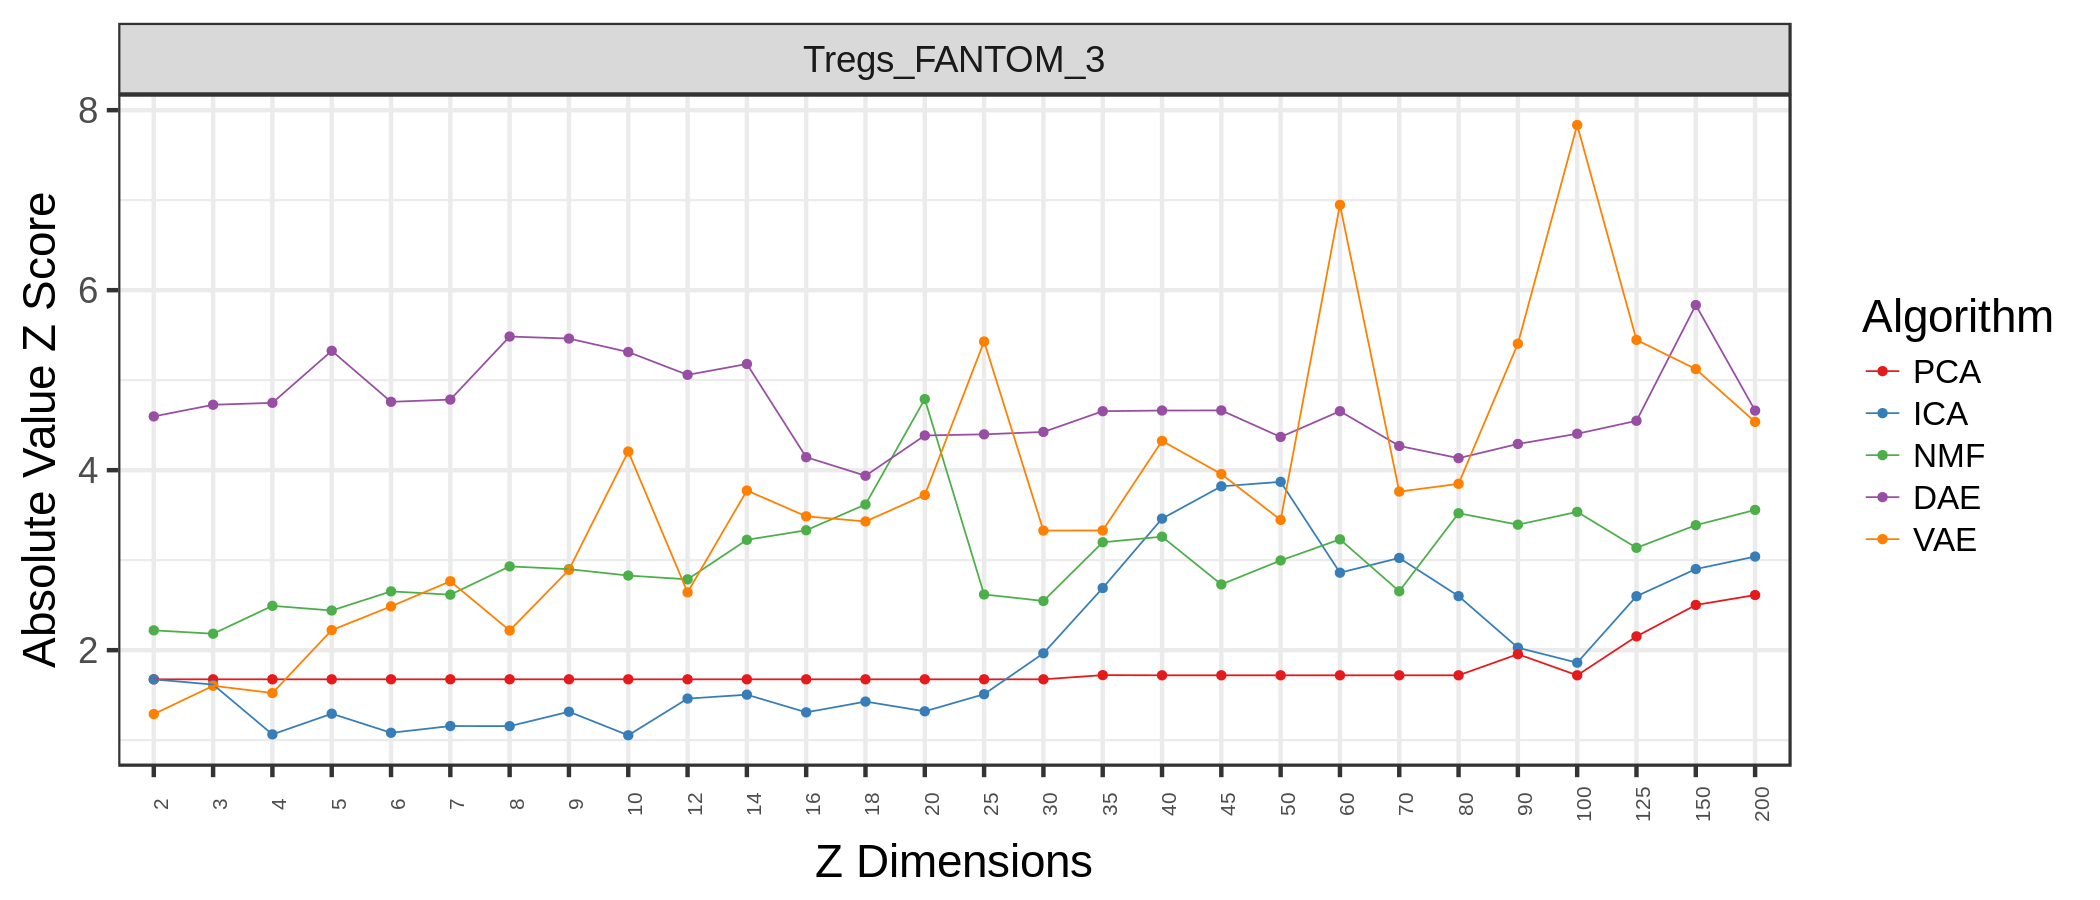 Tregs_FANTOM_3
Absolute Value Z Score
8
6
4
2
2 3 4 5 6 7 8 9 10 12 14 16 18 20 25 30 35 40 45 50 60 70 80 90 100 125 150 200
Z Dimensions
Algorithm
PCA
ICA
NMF
DAE
VAE